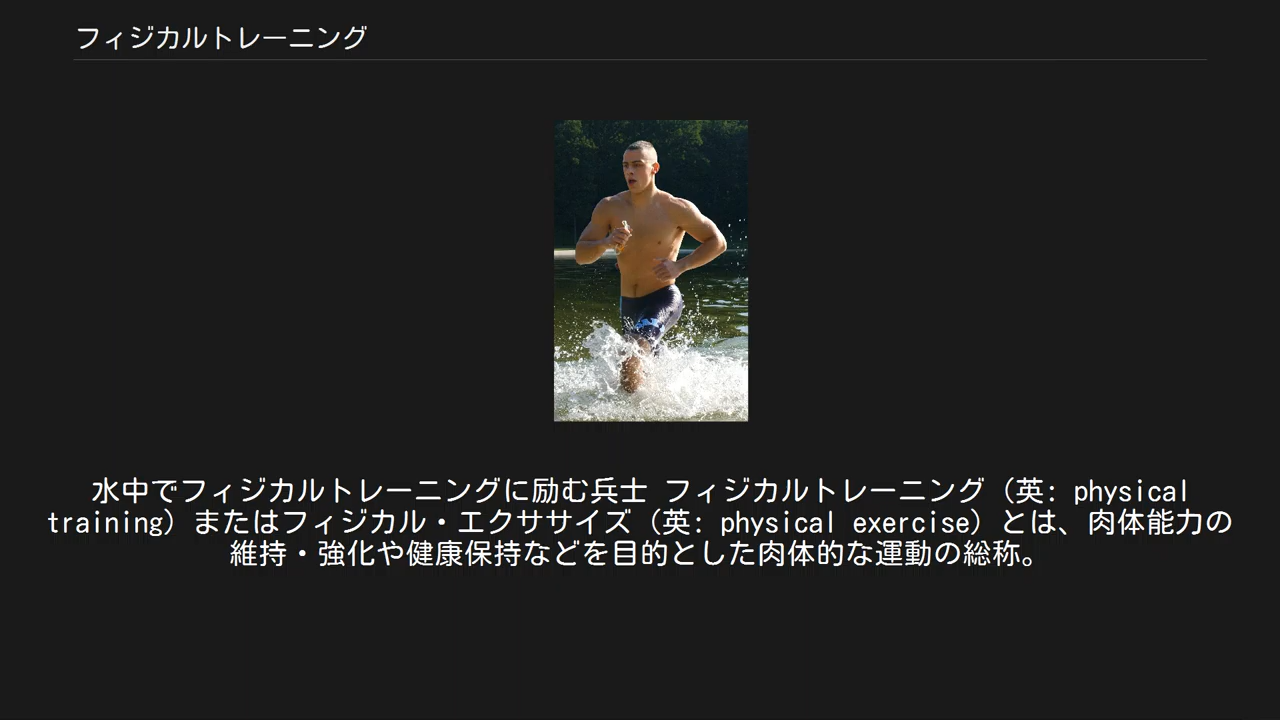 フィジカルトレーニング
水中でフィジカルトレーニングに励む兵士 フィジカルトレーニング（英: physical
training）またはフィジカル・エクササイズ（英: physical exercise）とは、肉体能力の
維持・強化や健康保持などを目的とした肉体的な運動の総称。